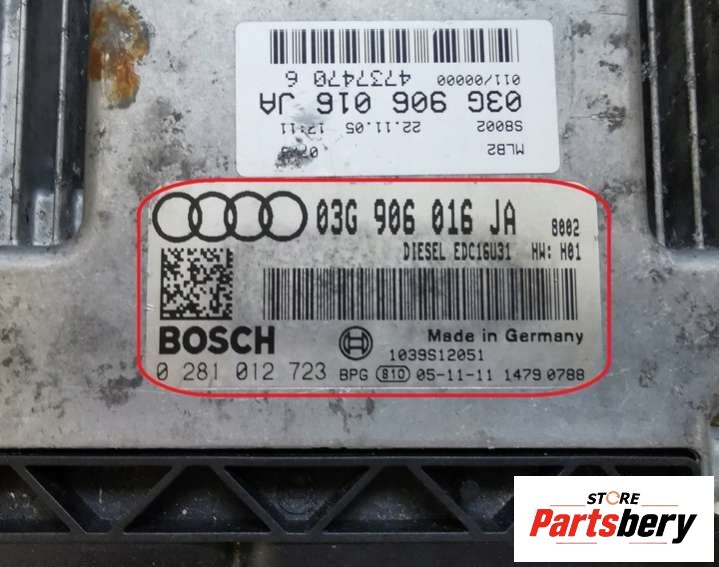 011/00000 4737470 6
03G 906 016 JA
S8002 22.11.05 17:11
MLB2
03G 906 016 JA 8002
DIESEL EDC16U31 HW: H01
BOSCH Made in Germany
1039S12051
0 281 012 723 BPG 810 05-11-11 1479 0788
STORE
Partsbery